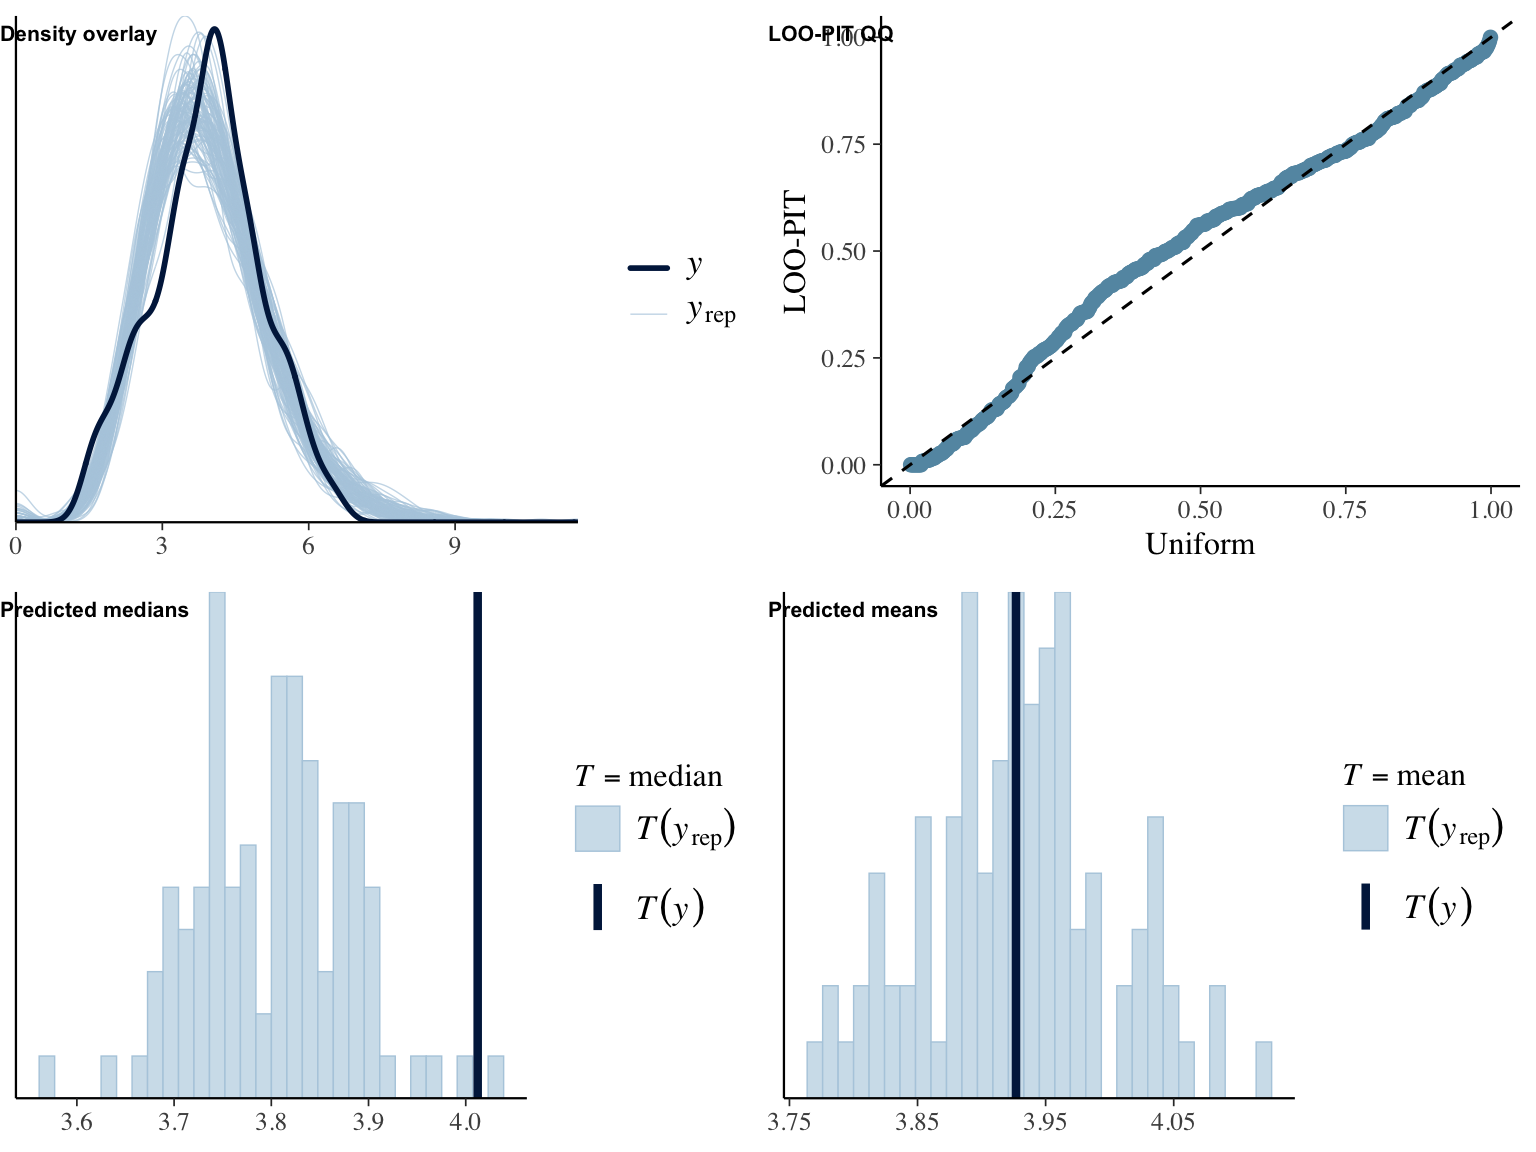 Density overlay
y
y rep
0 3 6 9
LOO-PIT QQ
1.00
0.75
0.50
0.25
0.00
LOO-PIT
0.00 0.25 0.50 0.75 1.00
Uniform
Predicted medians
T = median
T(y rep)
T(y)
3.6 3.7 3.8 3.9 4.0
Predicted means
T = mean
T(y rep)
T(y)
3.75 3.85 3.95 4.05